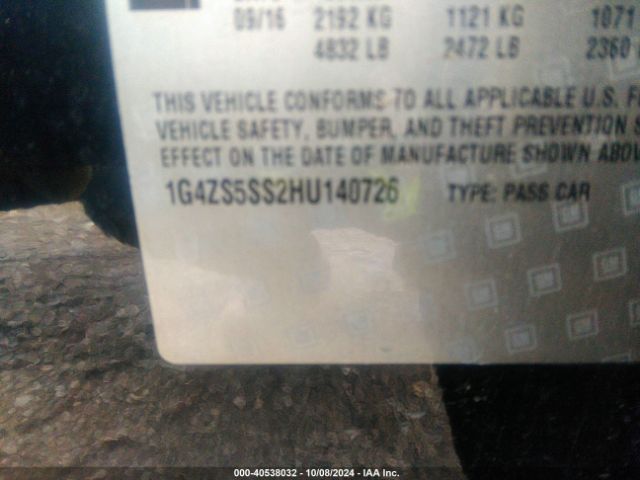 09/16 2192 KG 1121 KG 1071
4832 LB 2472 LB 2360
THIS VEHICLE CONFORMS TO ALL APPLICABLE U.S. F
VEHICLE SAFETY, BUMPER, AND THEFT PREVENTION S
EFFECT ON THE DATE OF MANUFACTURE SHOWN ABOV
1G4ZS5SS2HU140726 TYPE: PASS CAR
000-40538032 - 10/08/2024 - IAA Inc.